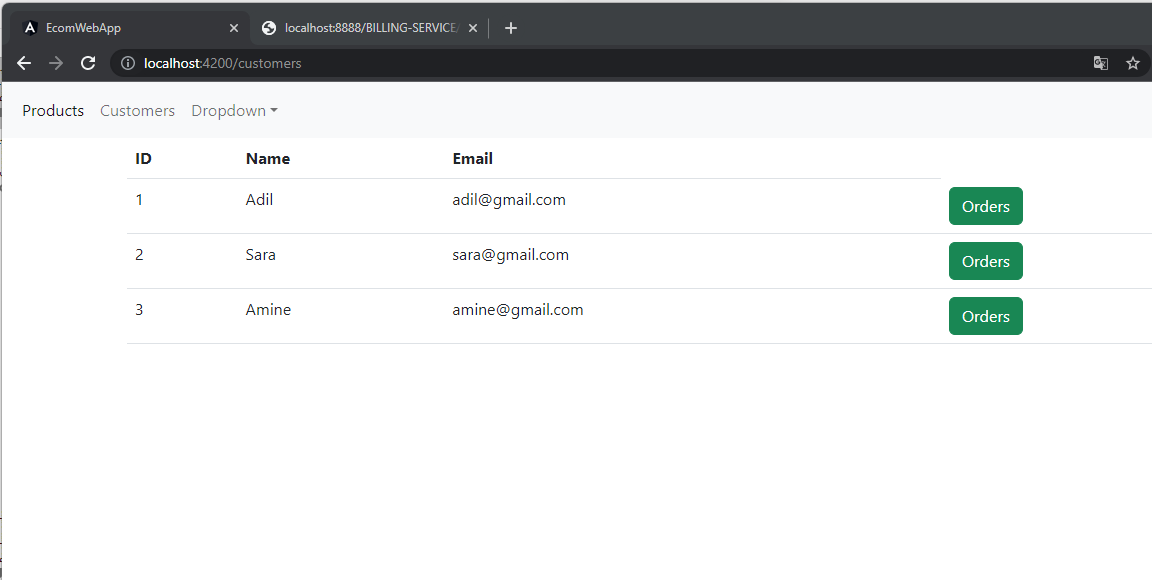 EcomWebApp
localhost:8888/BILLING-SERVICE/
localhost:4200/customers
Products Customers Dropdown
ID Name Email
1 Adil adil@gmail.com Orders
2 Sara sara@gmail.com Orders
3 Amine amine@gmail.com Orders